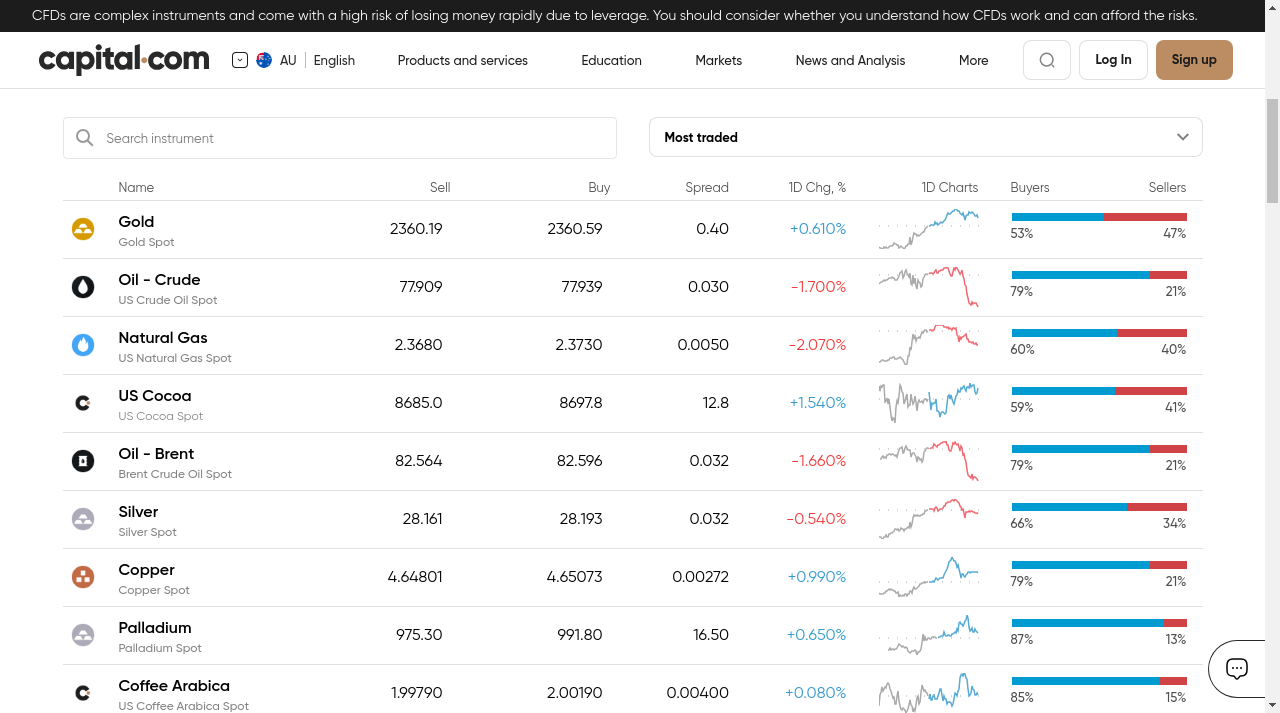 CFDs are complex instruments and come with a high risk of losing money rapidly due to leverage. You should consider whether you understand how CFDs work and can afford the risks.
capital.com AU English Products and services Education Markets News and Analysis More Log In Sign up
Search instrument Most traded
Name Sell Buy Spread 1D Chg, % 1D Charts Buyers Sellers
Gold 2360.19 2360.59 0.40 +0.610%
Gold Spot 53% 47%
Oil - Crude 77.909 77.939 0.030 -1.700%
US Crude Oil Spot 79% 21%
Natural Gas 2.3680 2.3730 0.0050 -2.070%
US Natural Gas Spot 60% 40%
US Cocoa 8685.0 8697.8 12.8 +1.540%
US Cocoa Spot 59% 41%
Oil - Brent 82.564 82.596 0.032 -1.660%
Brent Crude Oil Spot 79% 21%
Silver 28.161 28.193 0.032 -0.540%
Silver Spot 66% 34%
Copper 4.64801 4.65073 0.00272 +0.990%
Copper Spot 79% 21%
Palladium 975.30 991.80 16.50 +0.650%
Palladium Spot 87% 13%
Coffee Arabica 1.99790 2.00190 0.00400 +0.080%
US Coffee Arabica Spot 85% 15%